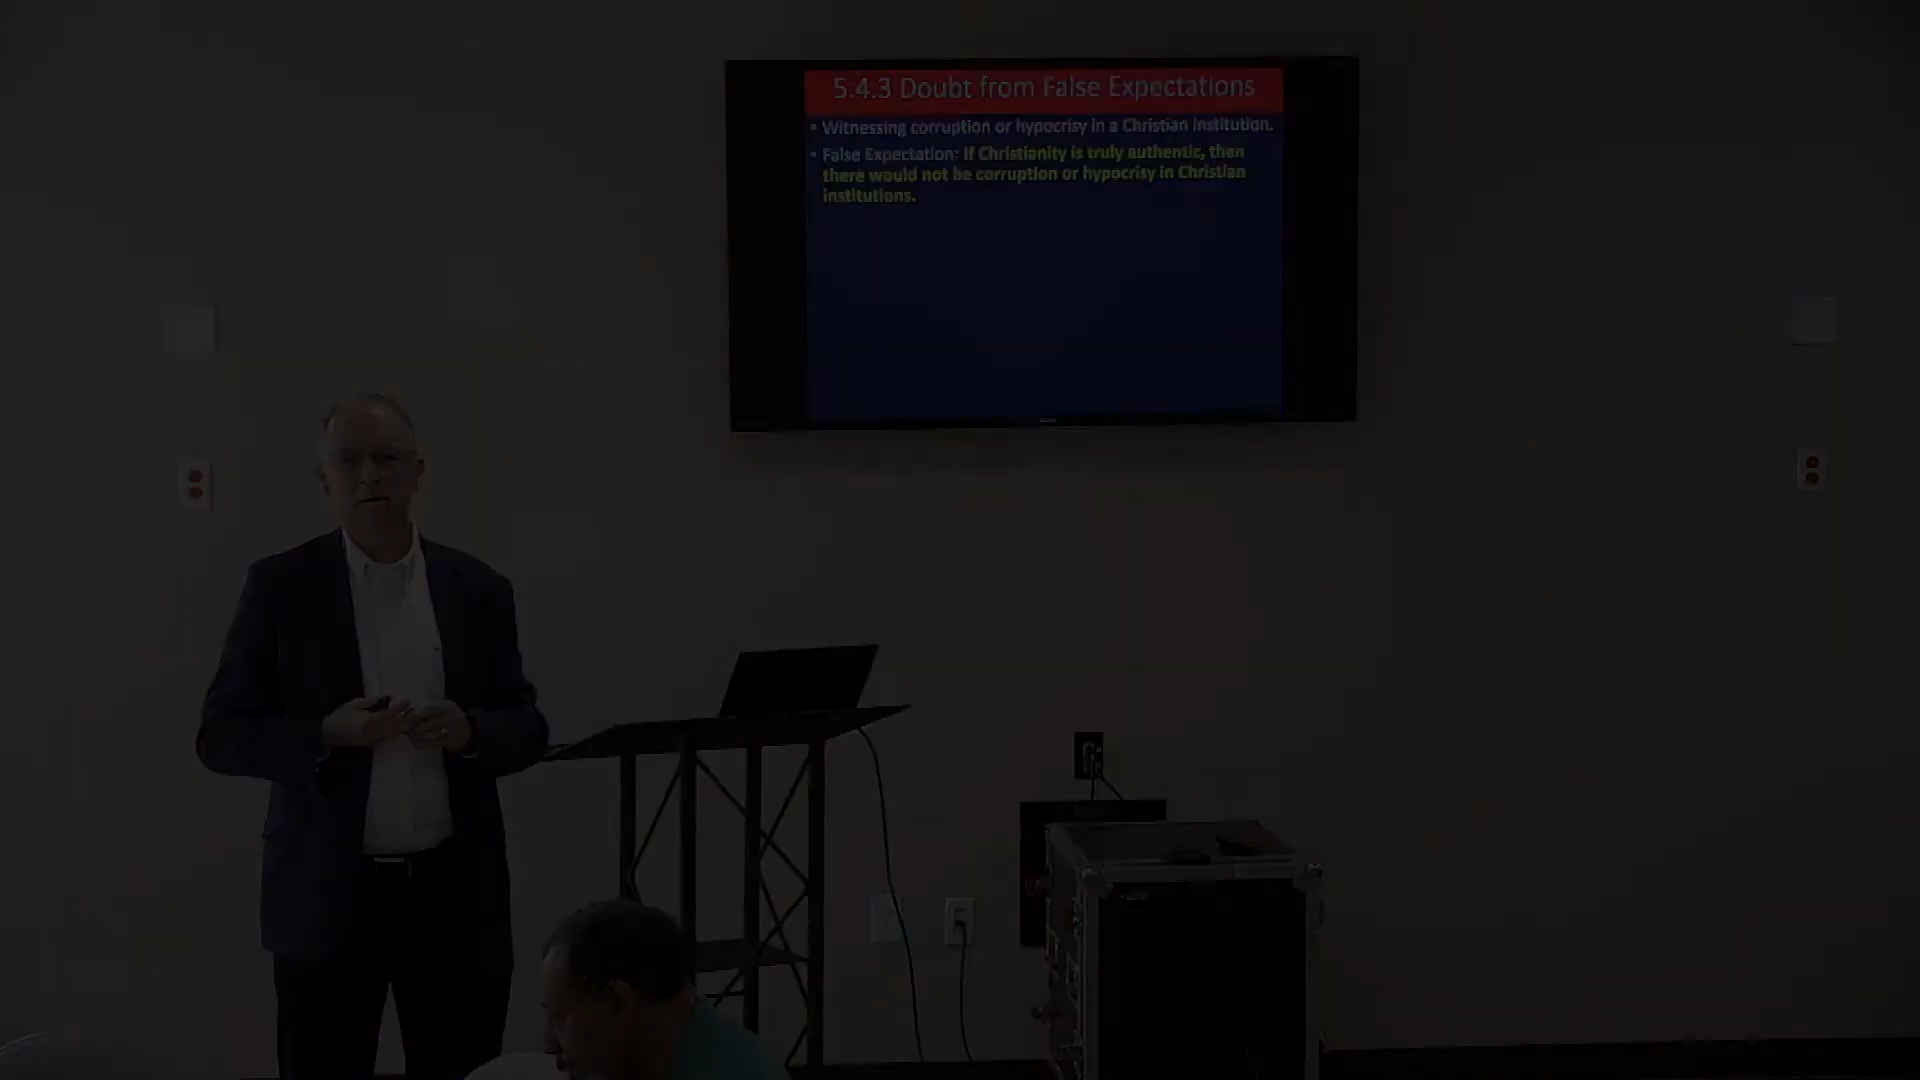 5.4.3 Doubt from False Expectations
• Witnessing corruption or hypocrisy in a Christian institution.
• False Expectation: If Christianity is truly authentic, then
there would not be corruption or hypocrisy in Christian
institutions.